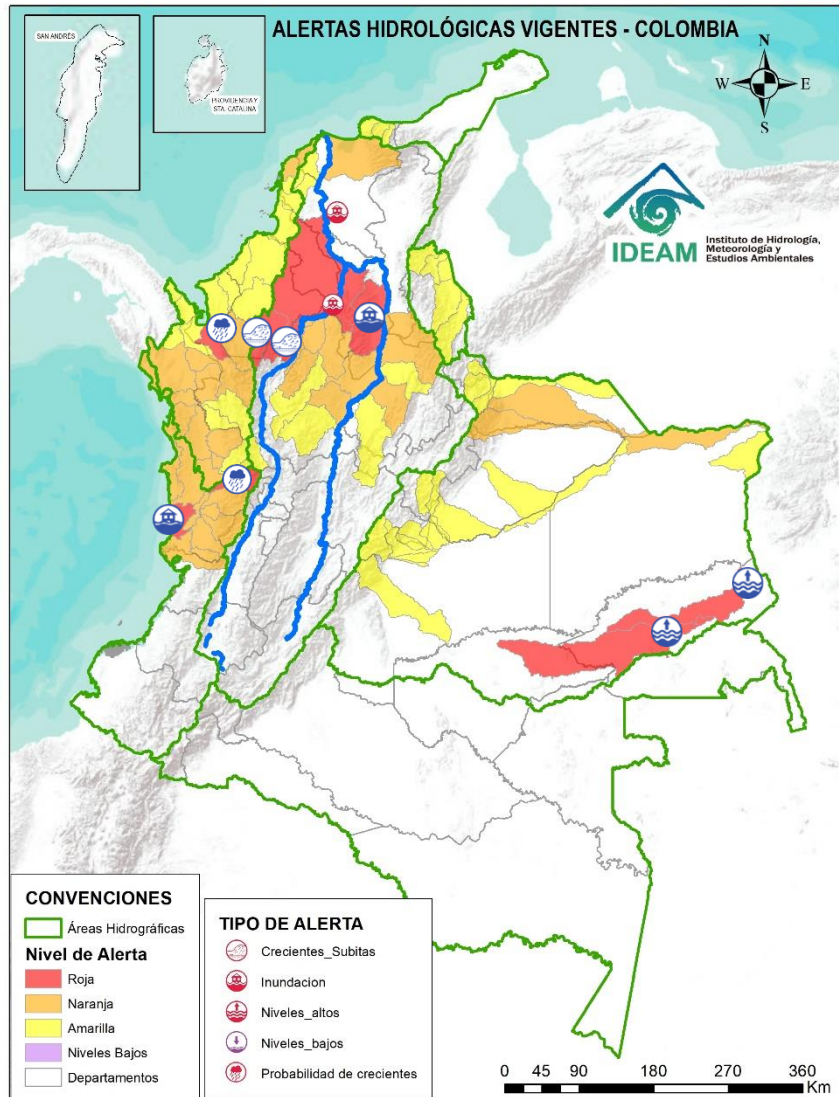 ALERTAS HIDROLÓGICAS VIGENTES - COLOMBIA
SAN ANDRÉS
PROVIDENCIA Y
STA. CATALINA
N
W
E
S
IDEAM
Instituto de Hidrología,
Meteorología y
Estudios Ambientales
CONVENCIONES
Áreas Hidrográficas
Nivel de Alerta
Roja
Naranja
Amarilla
Niveles Bajos
Departamentos
TIPO DE ALERTA
Crecientes_Subitas
Inundacion
Niveles_altos
Niveles_bajos
Probabilidad de crecientes
0 45 90 180 270 360
Km